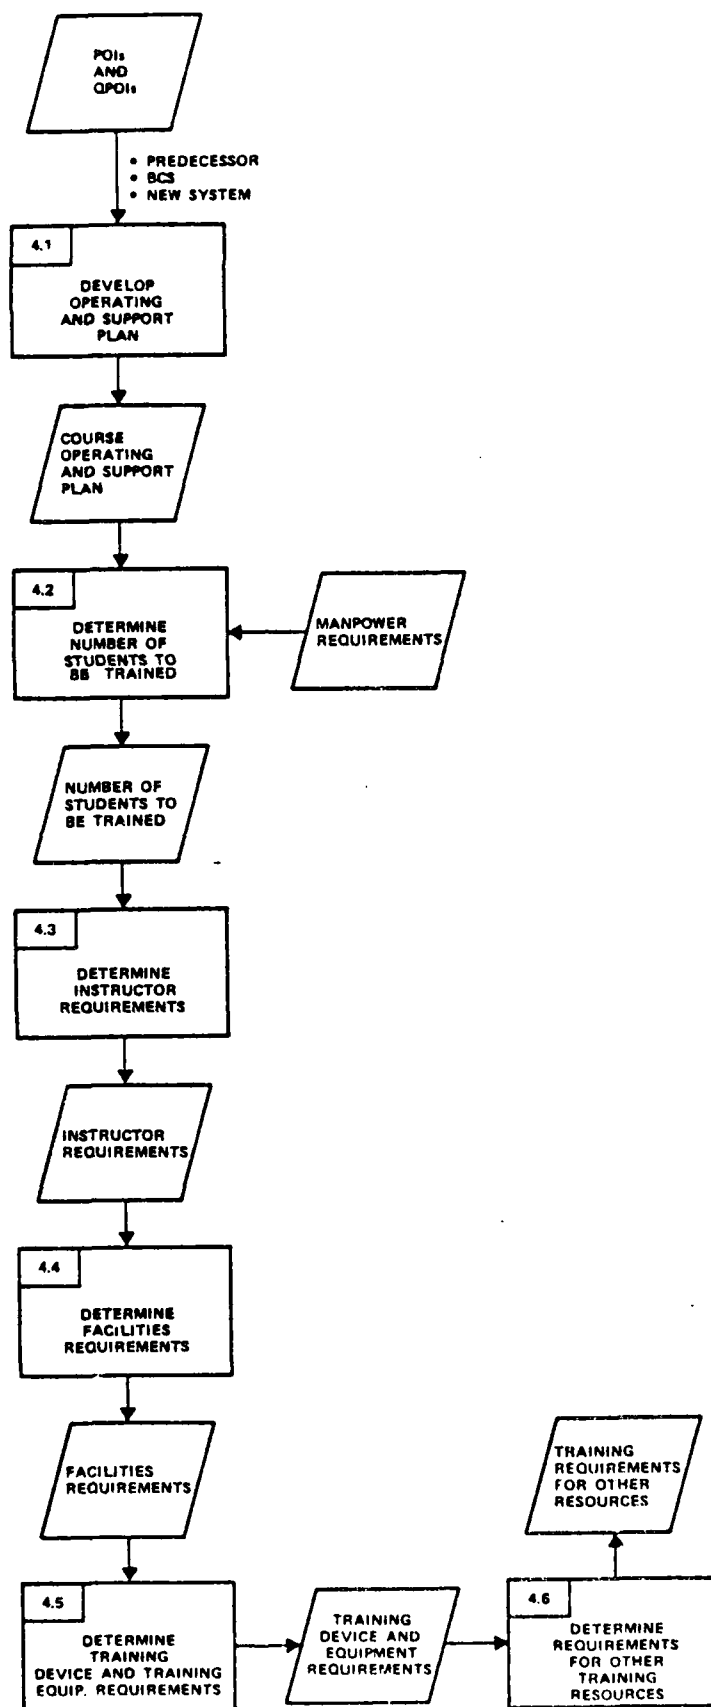 POIs
AND
QPOIs
• PREDECESSOR
• BCS
• NEW SYSTEM
4.1
DEVELOP
OPERATING
AND SUPPORT
PLAN
COURSE
OPERATING
AND SUPPORT
PLAN
4.2
DETERMINE
NUMBER OF
STUDENTS TO
BE TRAINED
MANPOWER
REQUIREMENTS
NUMBER OF
STUDENTS TO
BE TRAINED
4.3
DETERMINE
INSTRUCTOR
REQUIREMENTS
INSTRUCTOR
REQUIREMENTS
4.4
DETERMINE
FACILITIES
REQUIREMENTS
FACILITIES
REQUIREMENTS
TRAINING
REQUIREMENTS
FOR OTHER
RESOURCES
4.5
DETERMINE
TRAINING
DEVICE AND TRAINING
EQUIP. REQUIREMENTS
TRAINING
DEVICE AND
EQUIPMENT
REQUIREMENTS
4.6
DETERMINE
REQUIREMENTS
FOR OTHER
TRAINING
RESOURCES